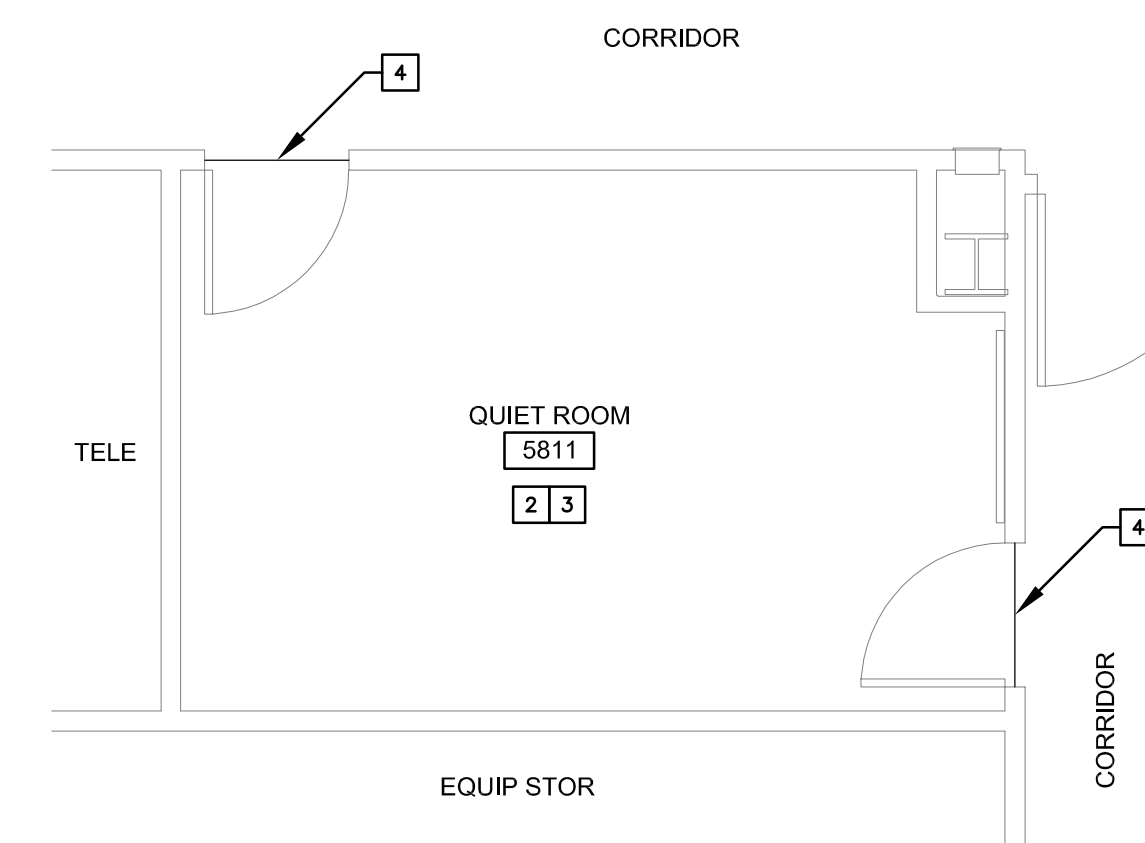 CORRIDOR
4
QUIET ROOM
5811
TELE
2 3
4
CORRIDOR
EQUIP STOR